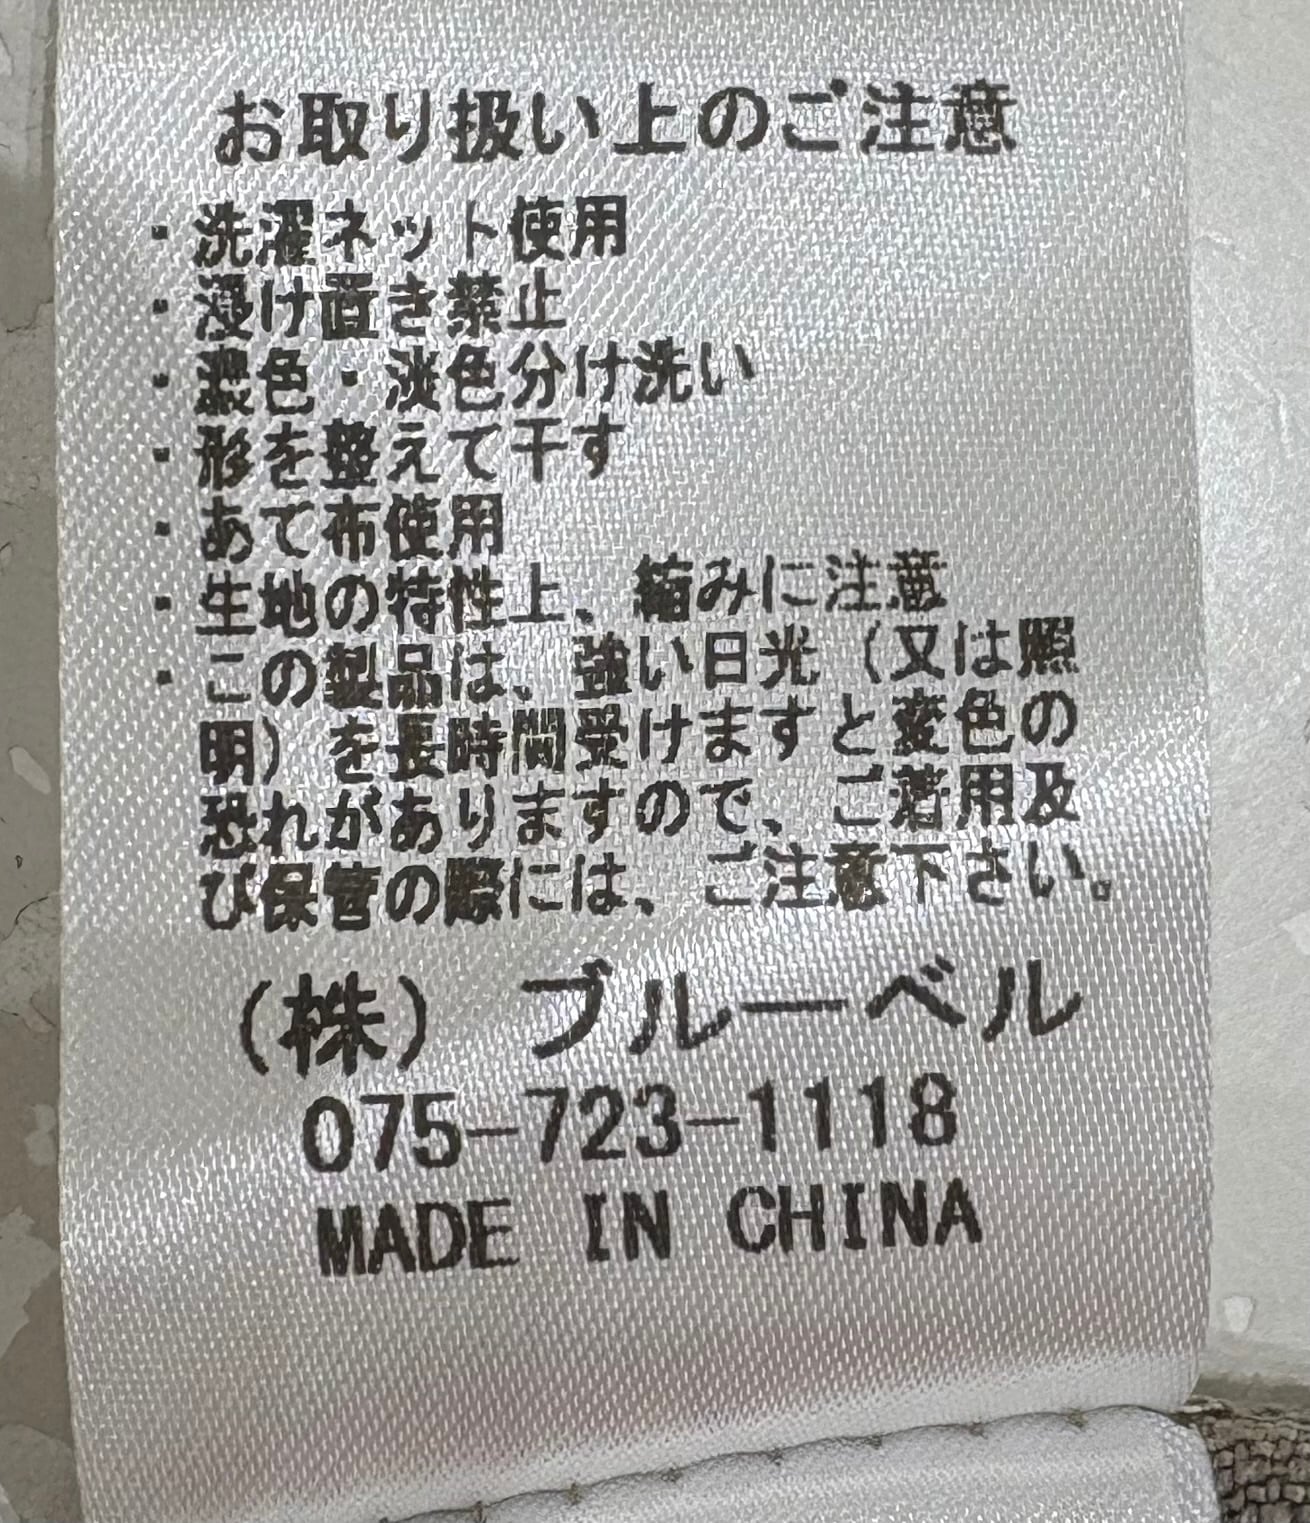 お取り扱い上のご注意
・洗濯ネット使用
・浸け置き禁止
・濃色・淡色分け洗い
・形を整えて干す
・あて布使用
・生地の特性上、縮みに注意
・この製品は、強い日光（又は照
明）を長時間受けますと変色の
恐れがありますので、ご着用及
び保管の際には、ご注意下さい。
（株） ブルーベル
075-723-1118
MADE IN CHINA